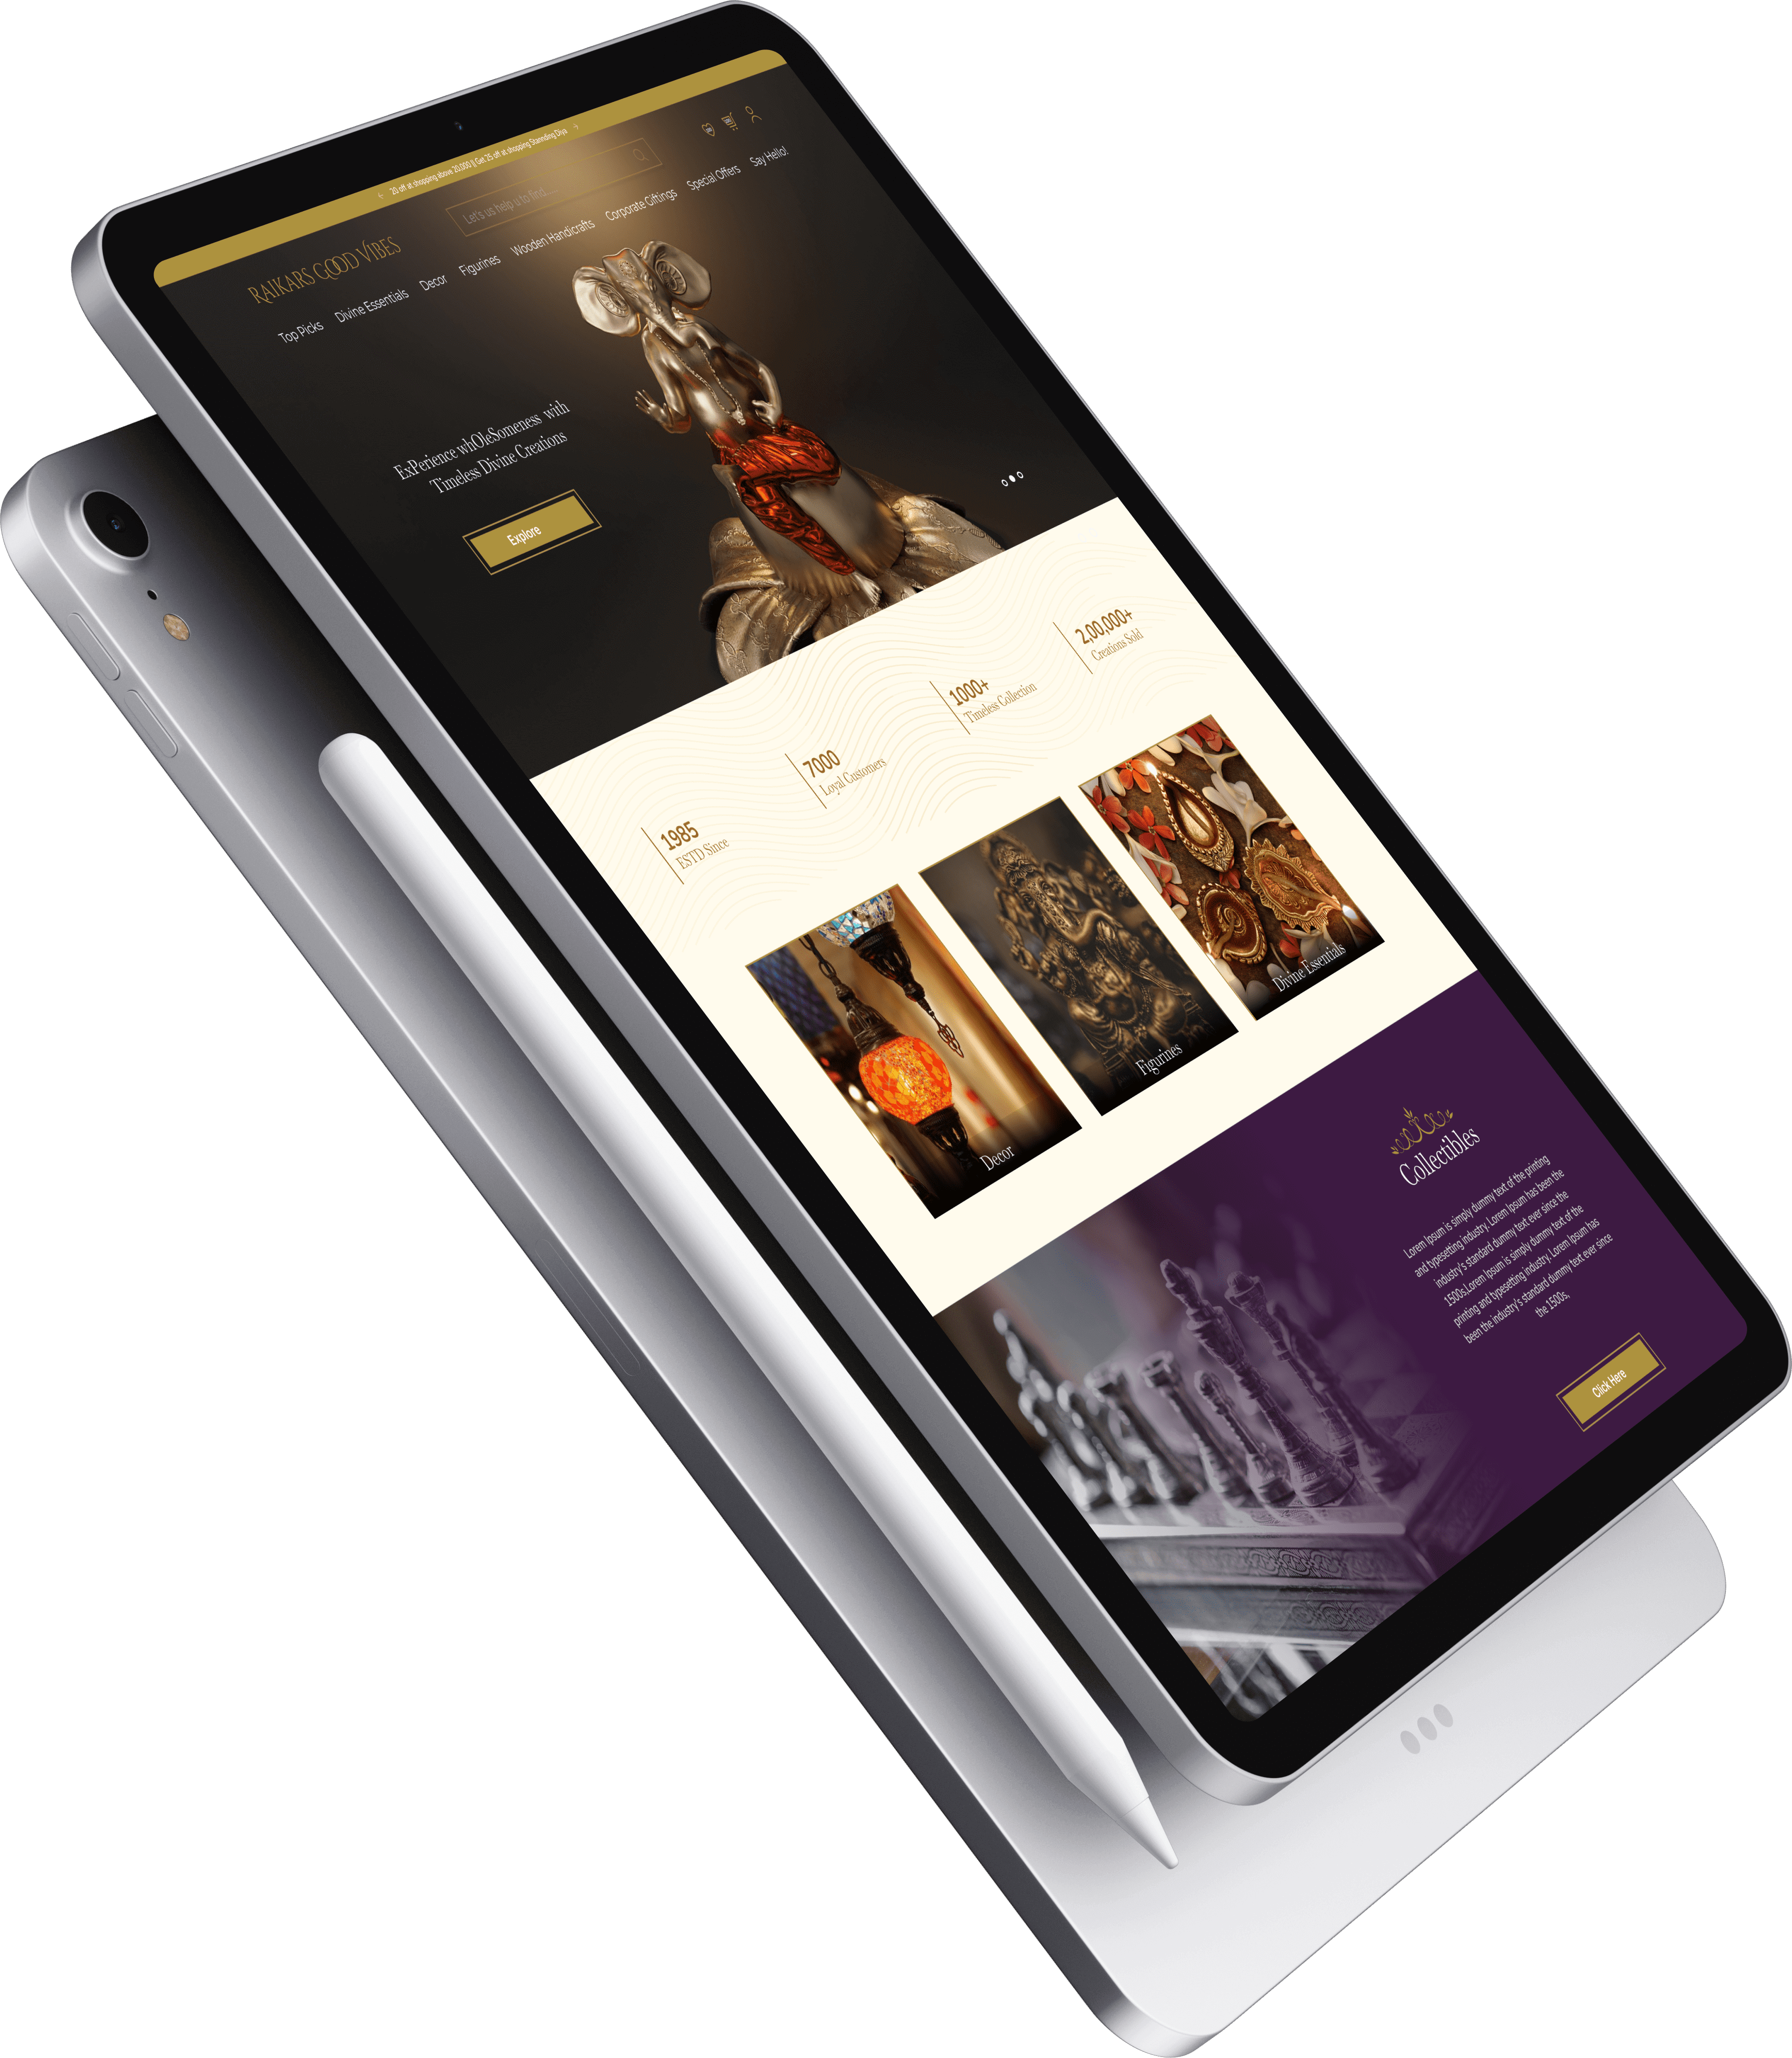 20 off at shopping above 20,000 || Get 25 off at shopping Stannding Diya
RAIKARS GOOD VIBES
Let's us help u to find....
Top Picks
Divine Essentials
Decor
Figurines
Wooden Handicrafts
Corporate Giftings
Special Offers
Say Hello!
ExPerience whOleSomeness with
Timeless Divine Creations
Explore
1985
ESTD Since
7000
Loyal Customers
1000+
Timeless Collection
2,00,000+
Creations Sold
Decor
Figurines
Divine Essentials
Collectibles
Lorem Ipsum is simply dummy text of the printing
and typesetting industry. Lorem Ipsum has been the
industry's standard dummy text ever since the
1500s,Lorem Ipsum is simply dummy text of the
printing and typesetting industry. Lorem Ipsum has
been the industry's standard dummy text ever since
the 1500s,
Click Here